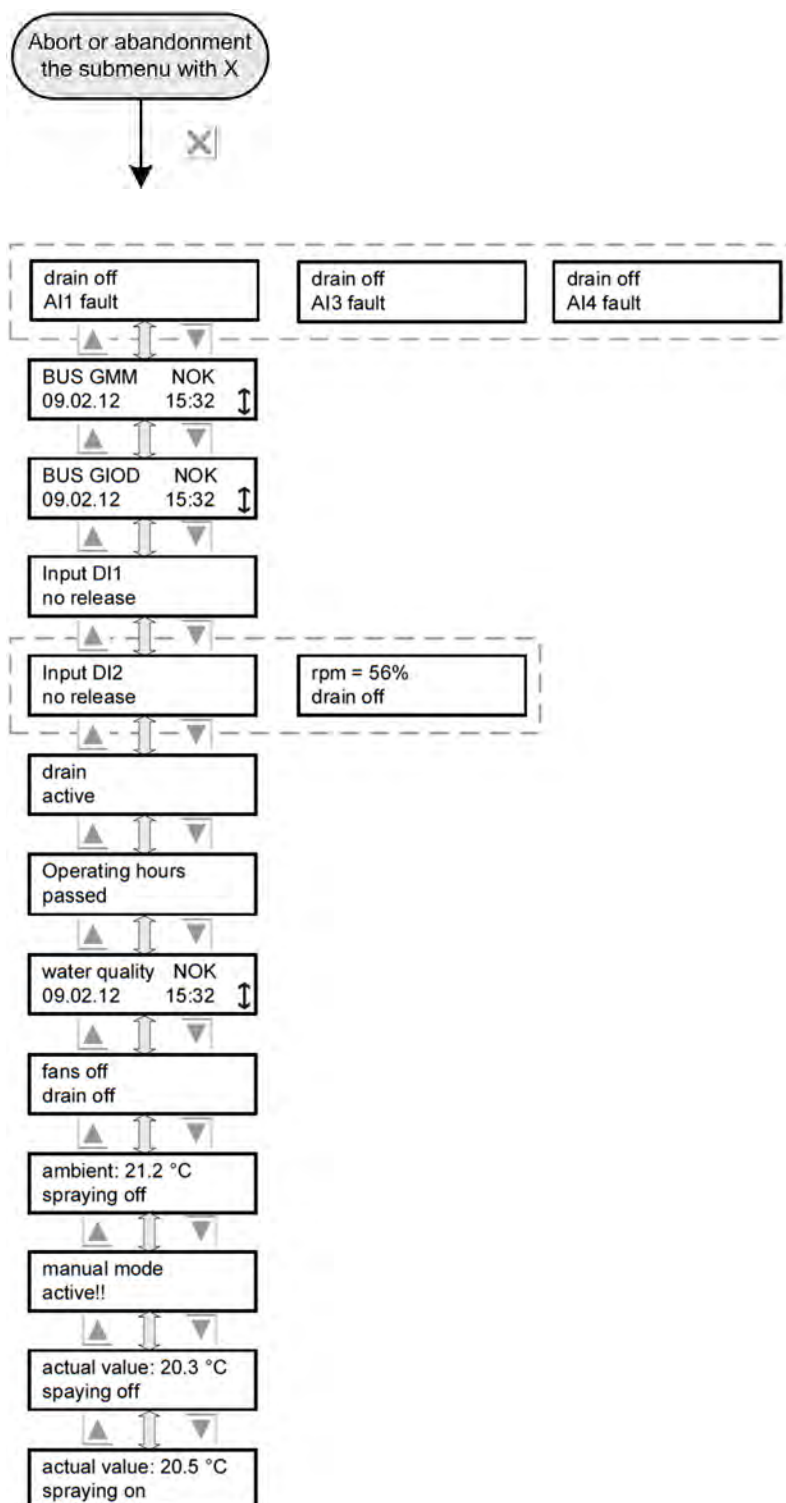 Abort or abandonment
the submenu with X
drain off
AI1 fault
drain off
AI3 fault
drain off
AI4 fault
BUS GMM NOK
09.02.12 15:32
BUS GIOD NOK
09.02.12 15:32
Input DI1
no release
Input DI2
no release
rpm = 56%
drain off
drain
active
Operating hours
passed
water quality NOK
09.02.12 15:32
fans off
drain off
ambient: 21.2 °C
spraying off
manual mode
active!!
actual value: 20.3 °C
spaying off
actual value: 20.5 °C
spraying on